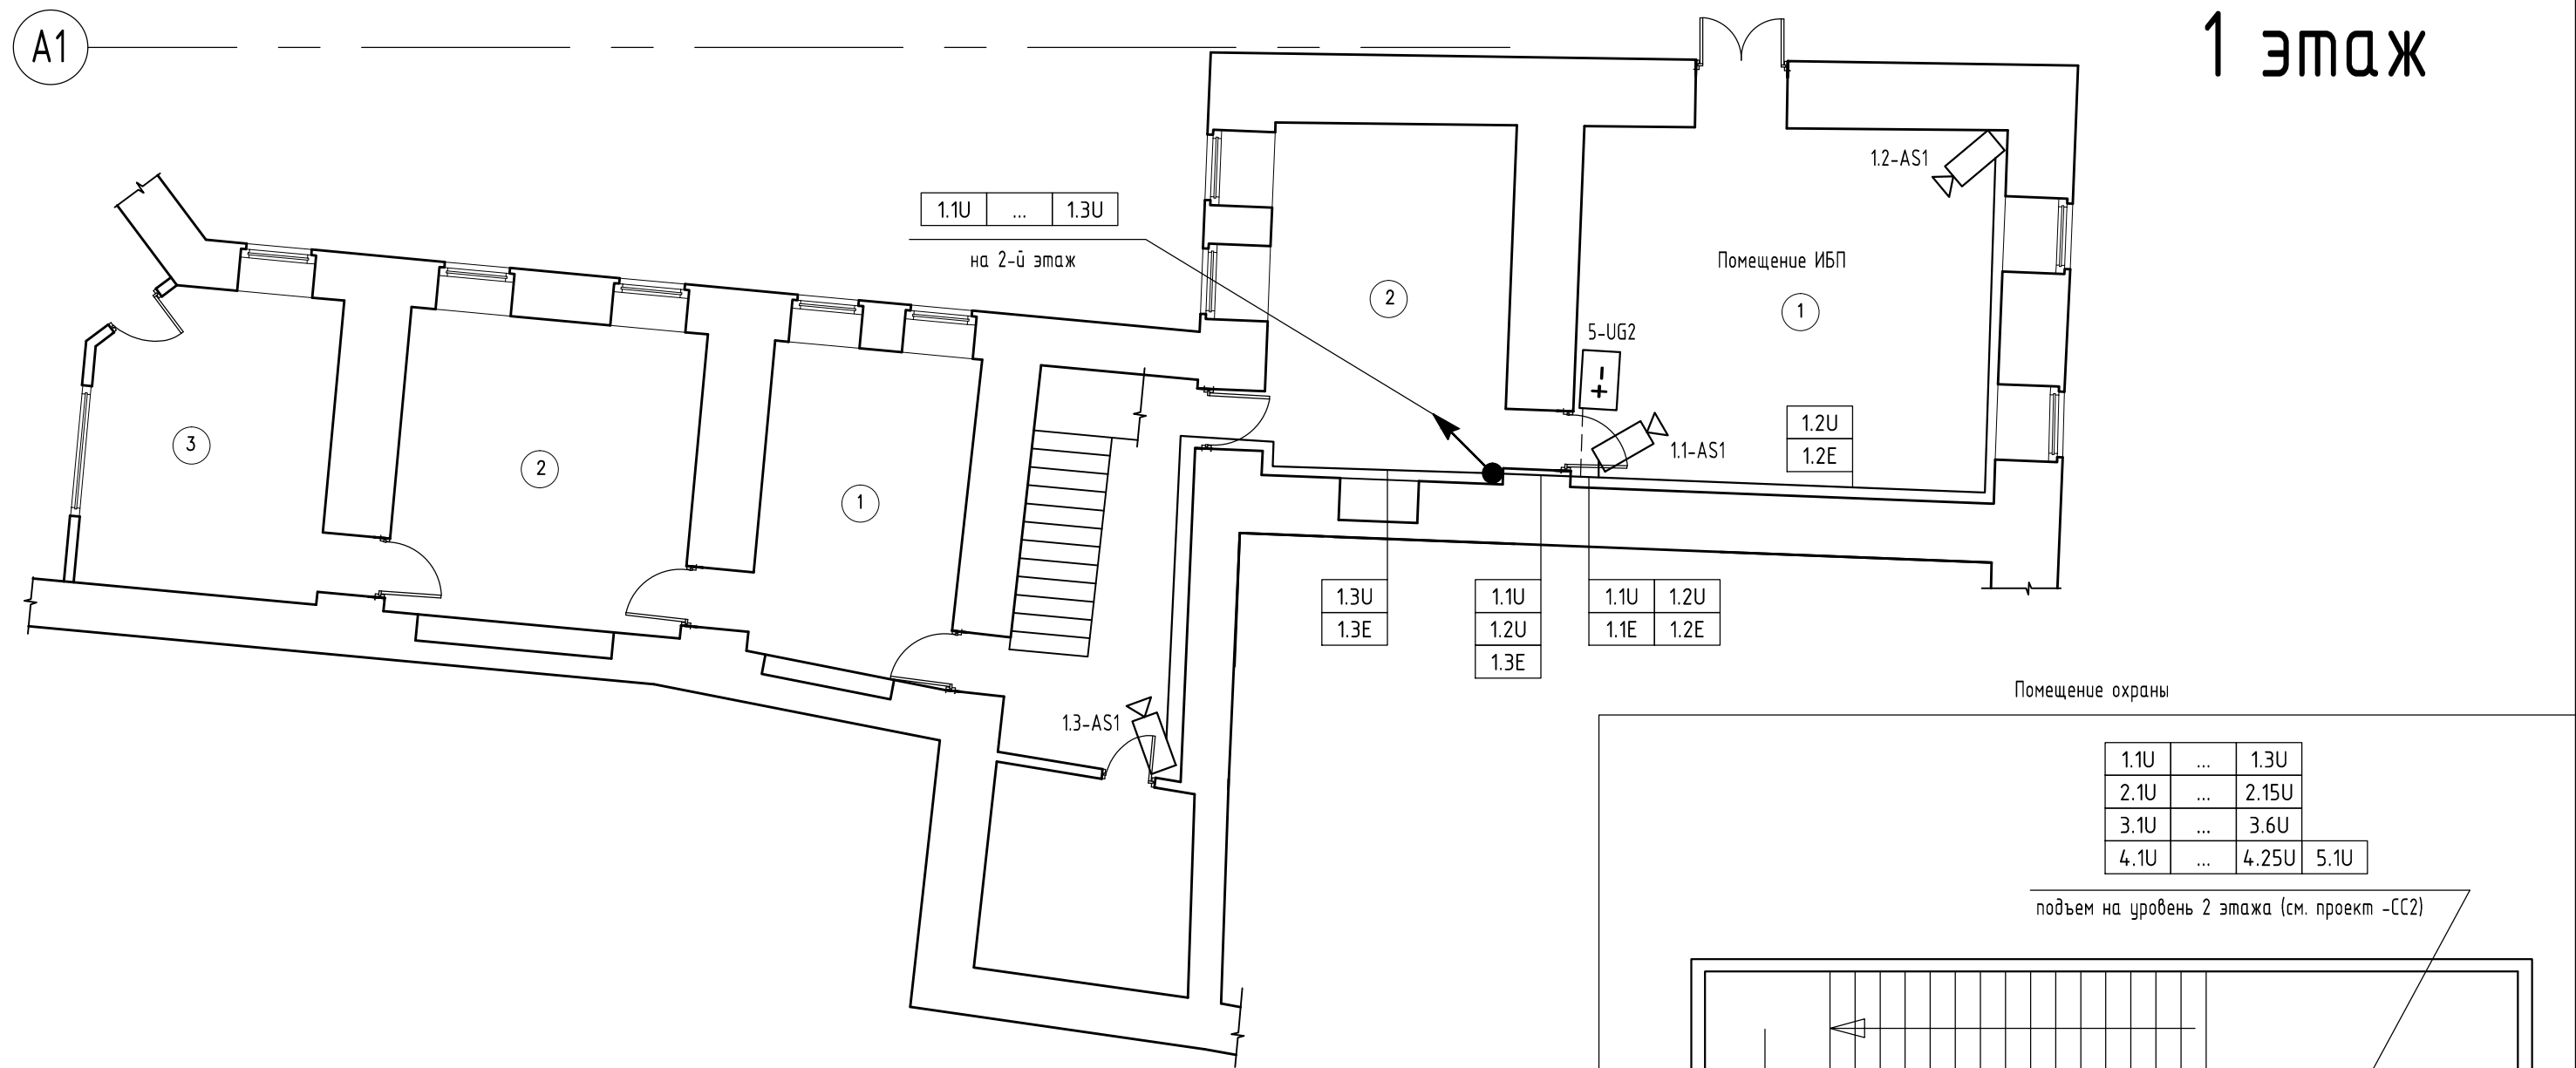 А1
1 этаж
1.2-AS1
1.1U ... 1.3U
на 2-й этаж
Помещение ИБП
2
1
5-UG2
1.2U
1.2E
1.1-AS1
3
2
1
1.3U
1.3E
1.1U
1.2U
1.3E
1.1U 1.2U
1.1E 1.2E
Помещение охраны
1.3-AS1
1.1U ... 1.3U
2.1U ... 2.15U
3.1U ... 3.6U
4.1U ... 4.25U 5.1U
подъем на уровень 2 этажа (см. проект -СС2)